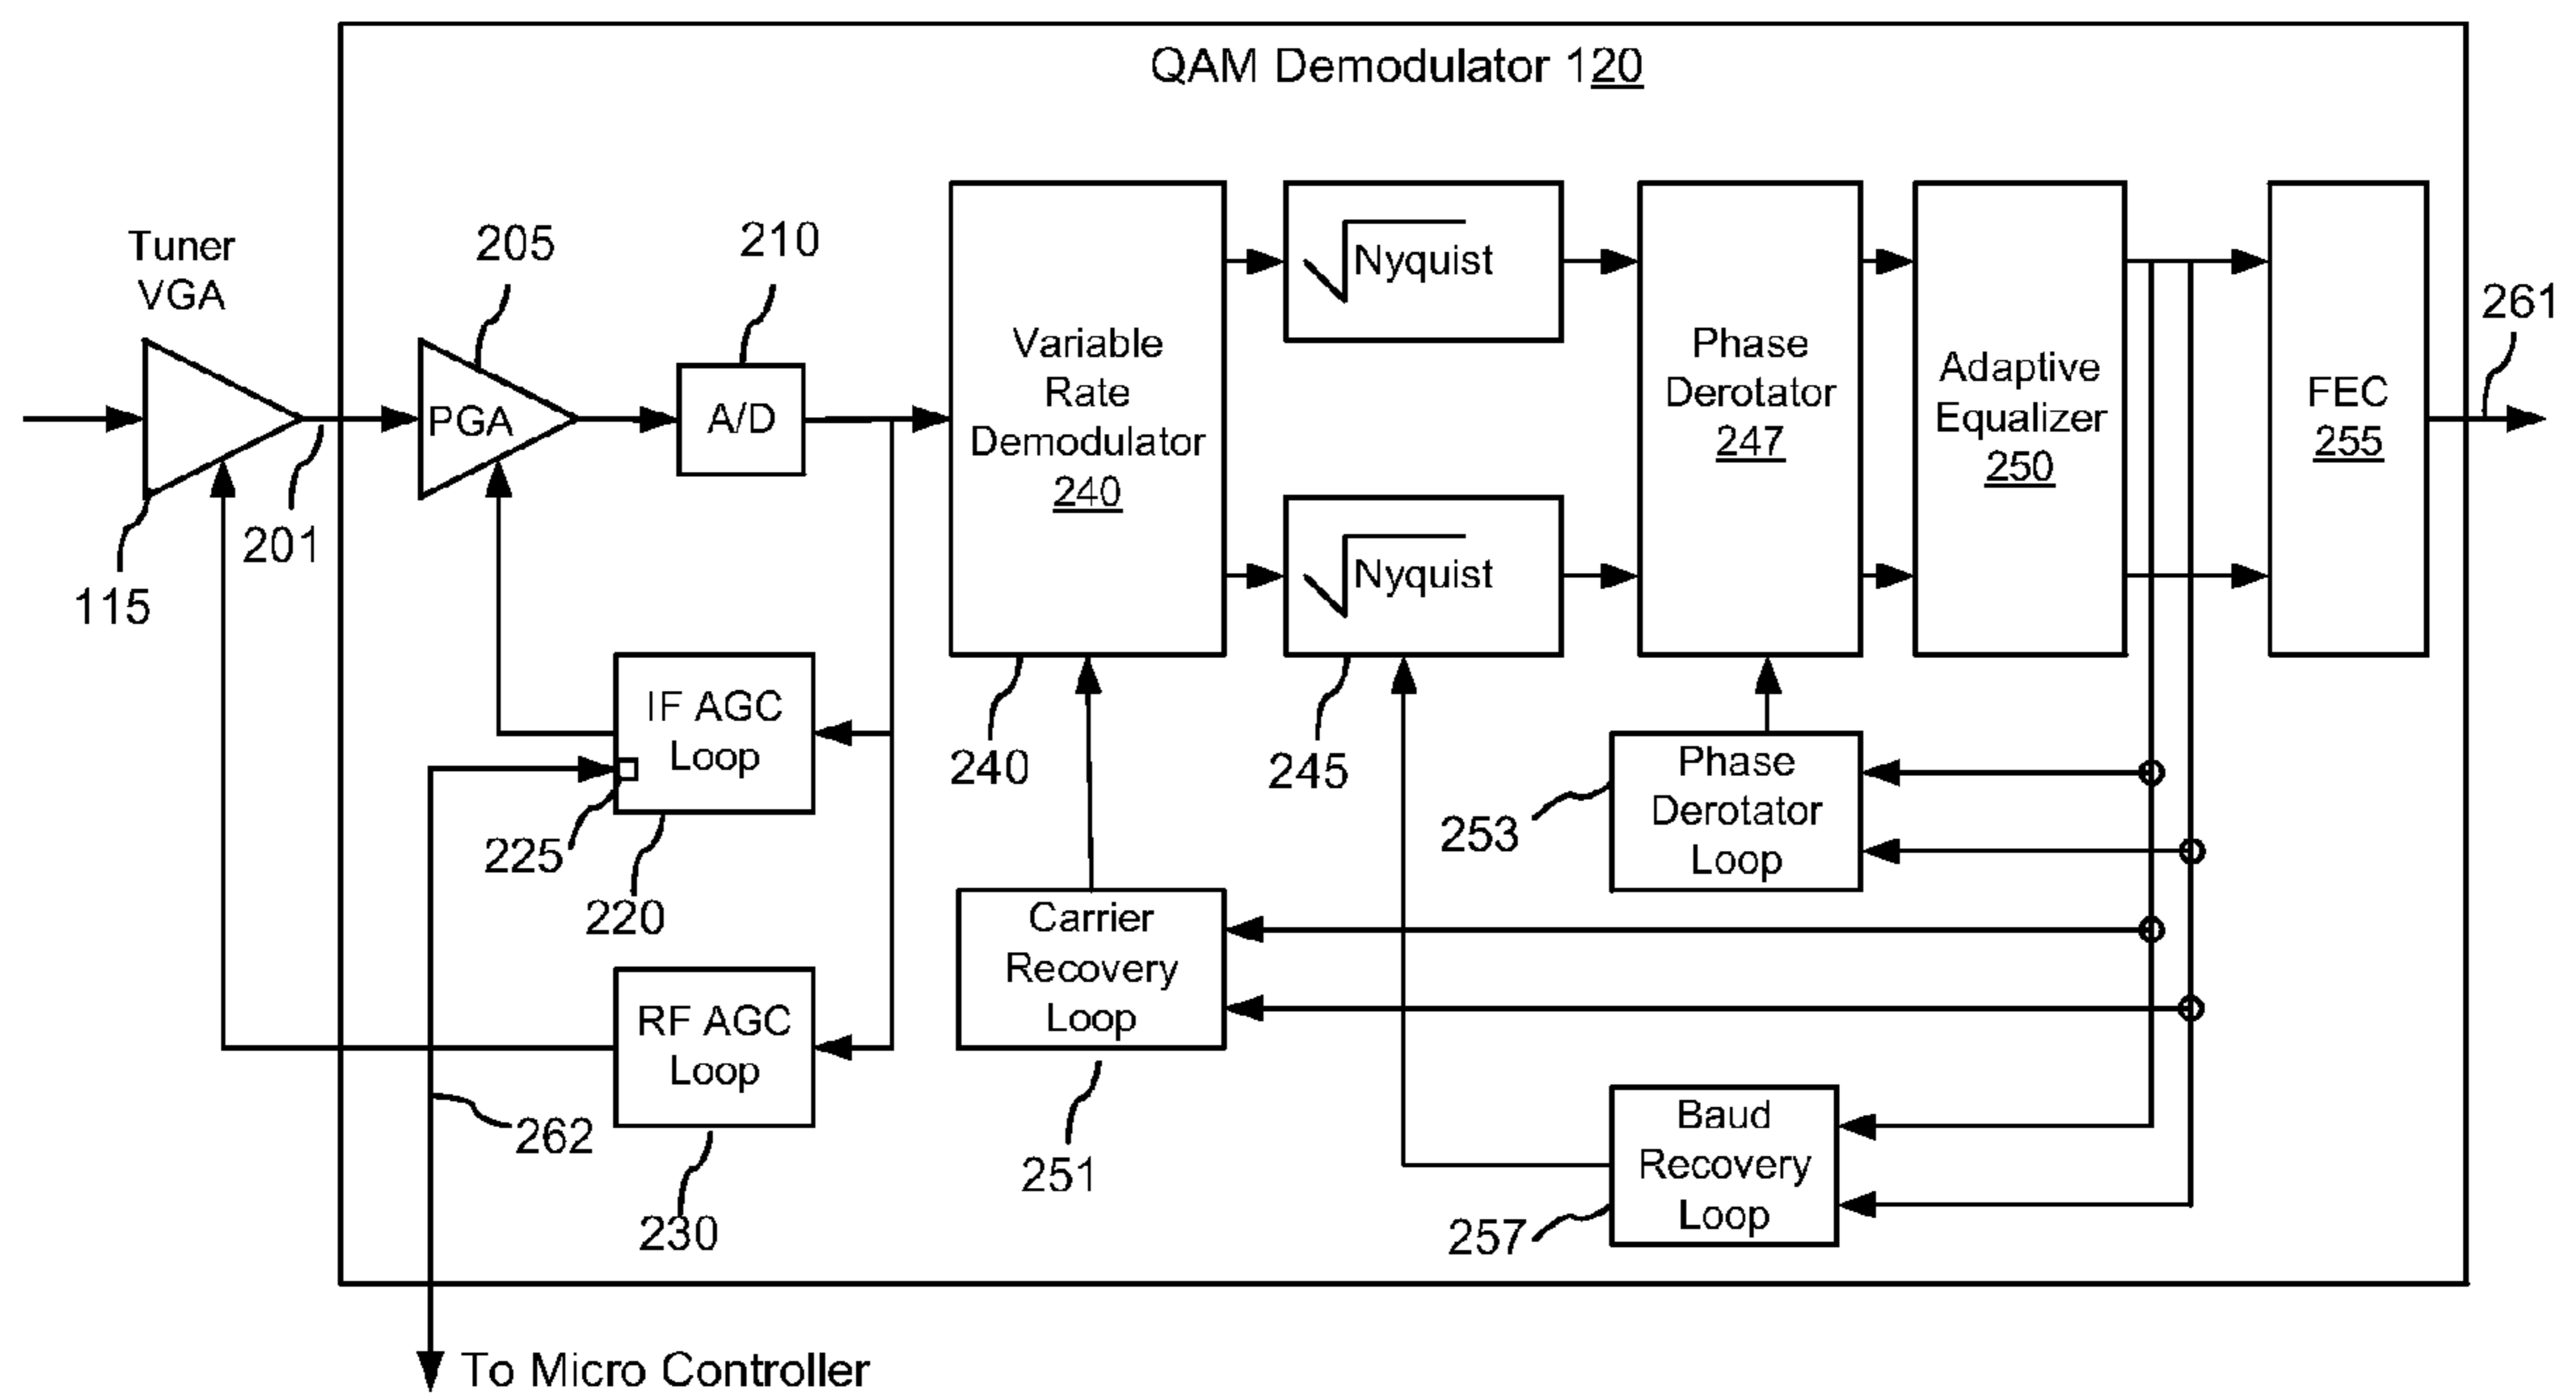 QAM Demodulator 120
Tuner
VGA
205
210
261
115
201
PGA
A/D
Variable
Rate
Demodulator
240
Nyquist
Nyquist
Phase
Derotator
247
Adaptive
Equalizer
250
FEC
255
IF AGC
Loop
225
220
240
245
253
Phase
Derotator
Loop
Carrier
Recovery
Loop
251
RF AGC
Loop
262
230
Baud
Recovery
Loop
257
To Micro Controller